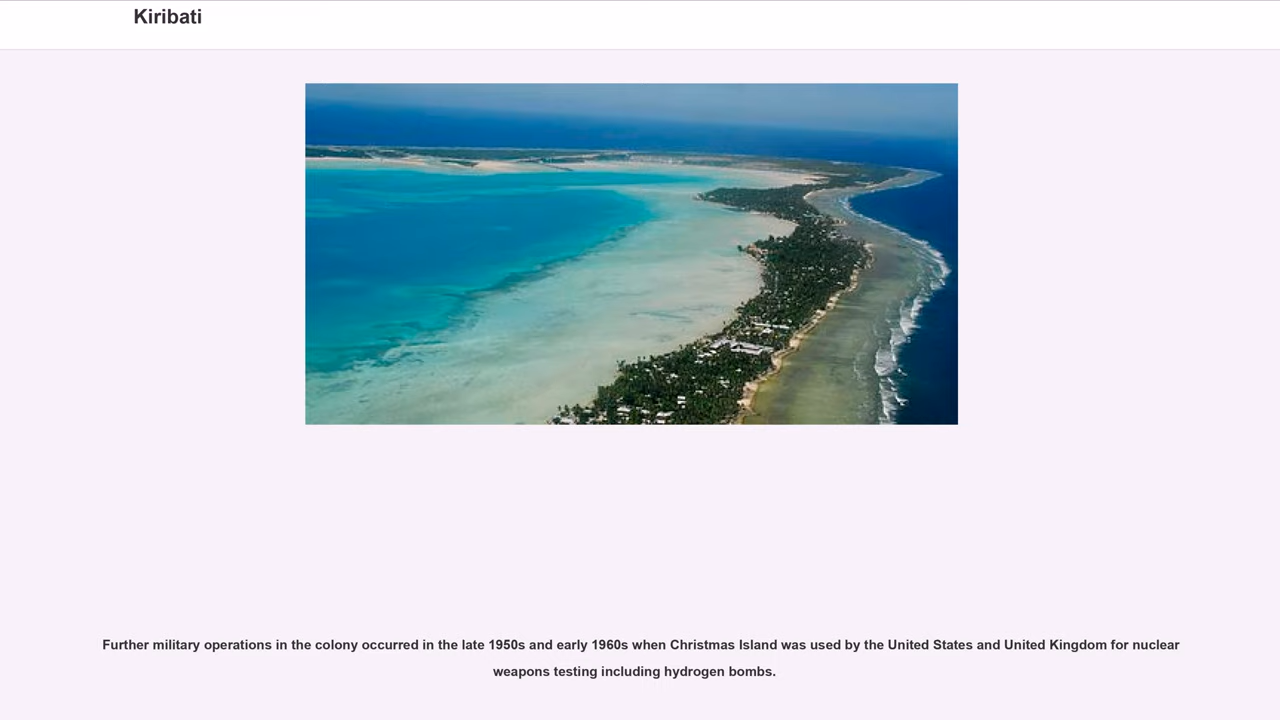 Kiribati
Further military operations in the colony occurred in the late 1950s and early 1960s when Christmas Island was used by the United States and United Kingdom for nuclear
weapons testing including hydrogen bombs.